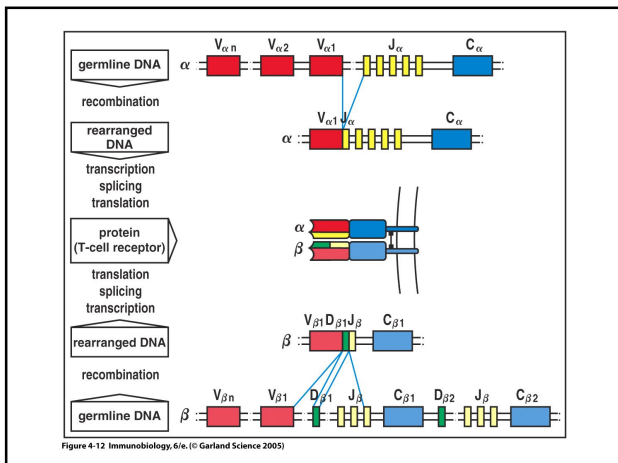 Vα n Vα2 Vα1 Jα Cα
germline DNA α
recombination
Vα1 Jα Cα
rearranged
DNA α
transcription
splicing
translation
protein
(T-cell receptor)
α
β
translation
splicing
transcription
Vβ1 Dβ1 Jβ Cβ1
rearranged DNA β
recombination
Vβn Vβ1 Dβ1 Jβ Cβ1 Dβ2 Jβ Cβ2
germline DNA β
Figure 4-12 Immunobiology, 6/e. (© Garland Science 2005)